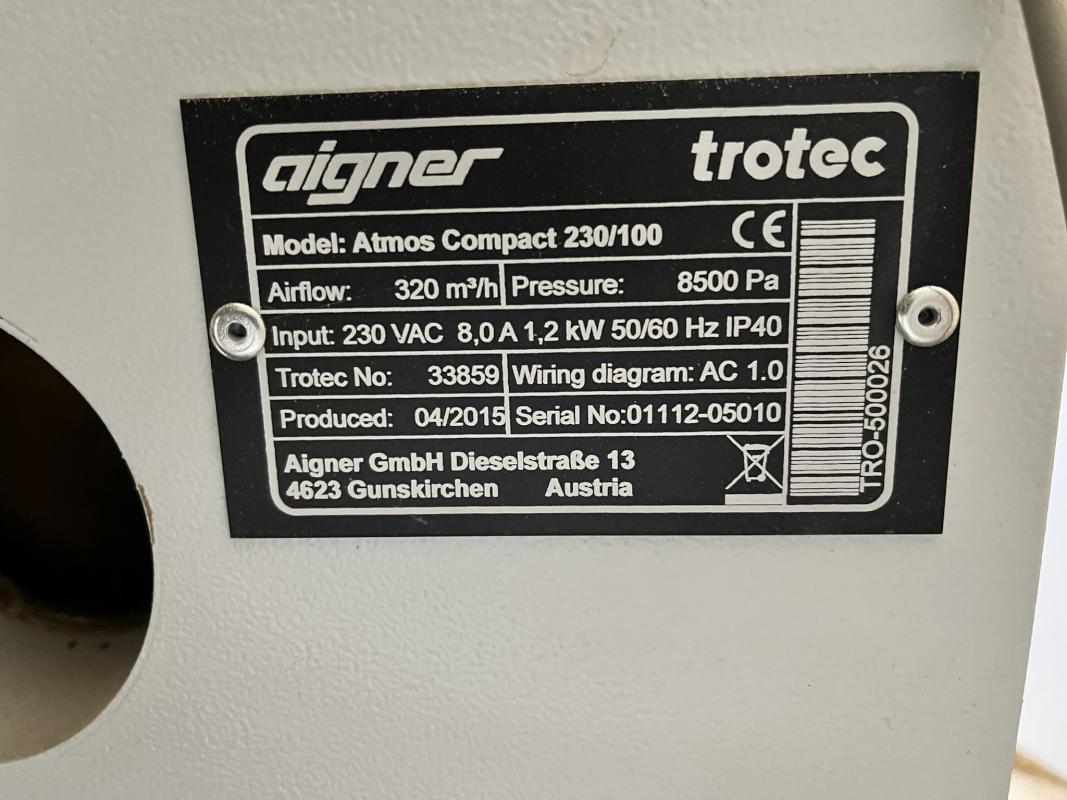 aigner trotec
Model: Atmos Compact 230/100 CE
Airflow: 320 m³/h Pressure: 8500 Pa
Input: 230 VAC 8,0 A 1,2 kW 50/60 Hz IP40
Trotec No: 33859 Wiring diagram: AC 1.0
Produced: 04/2015 Serial No:01112-05010
Aigner GmbH Dieselstraße 13
4623 Gunskirchen Austria
TRO-500026